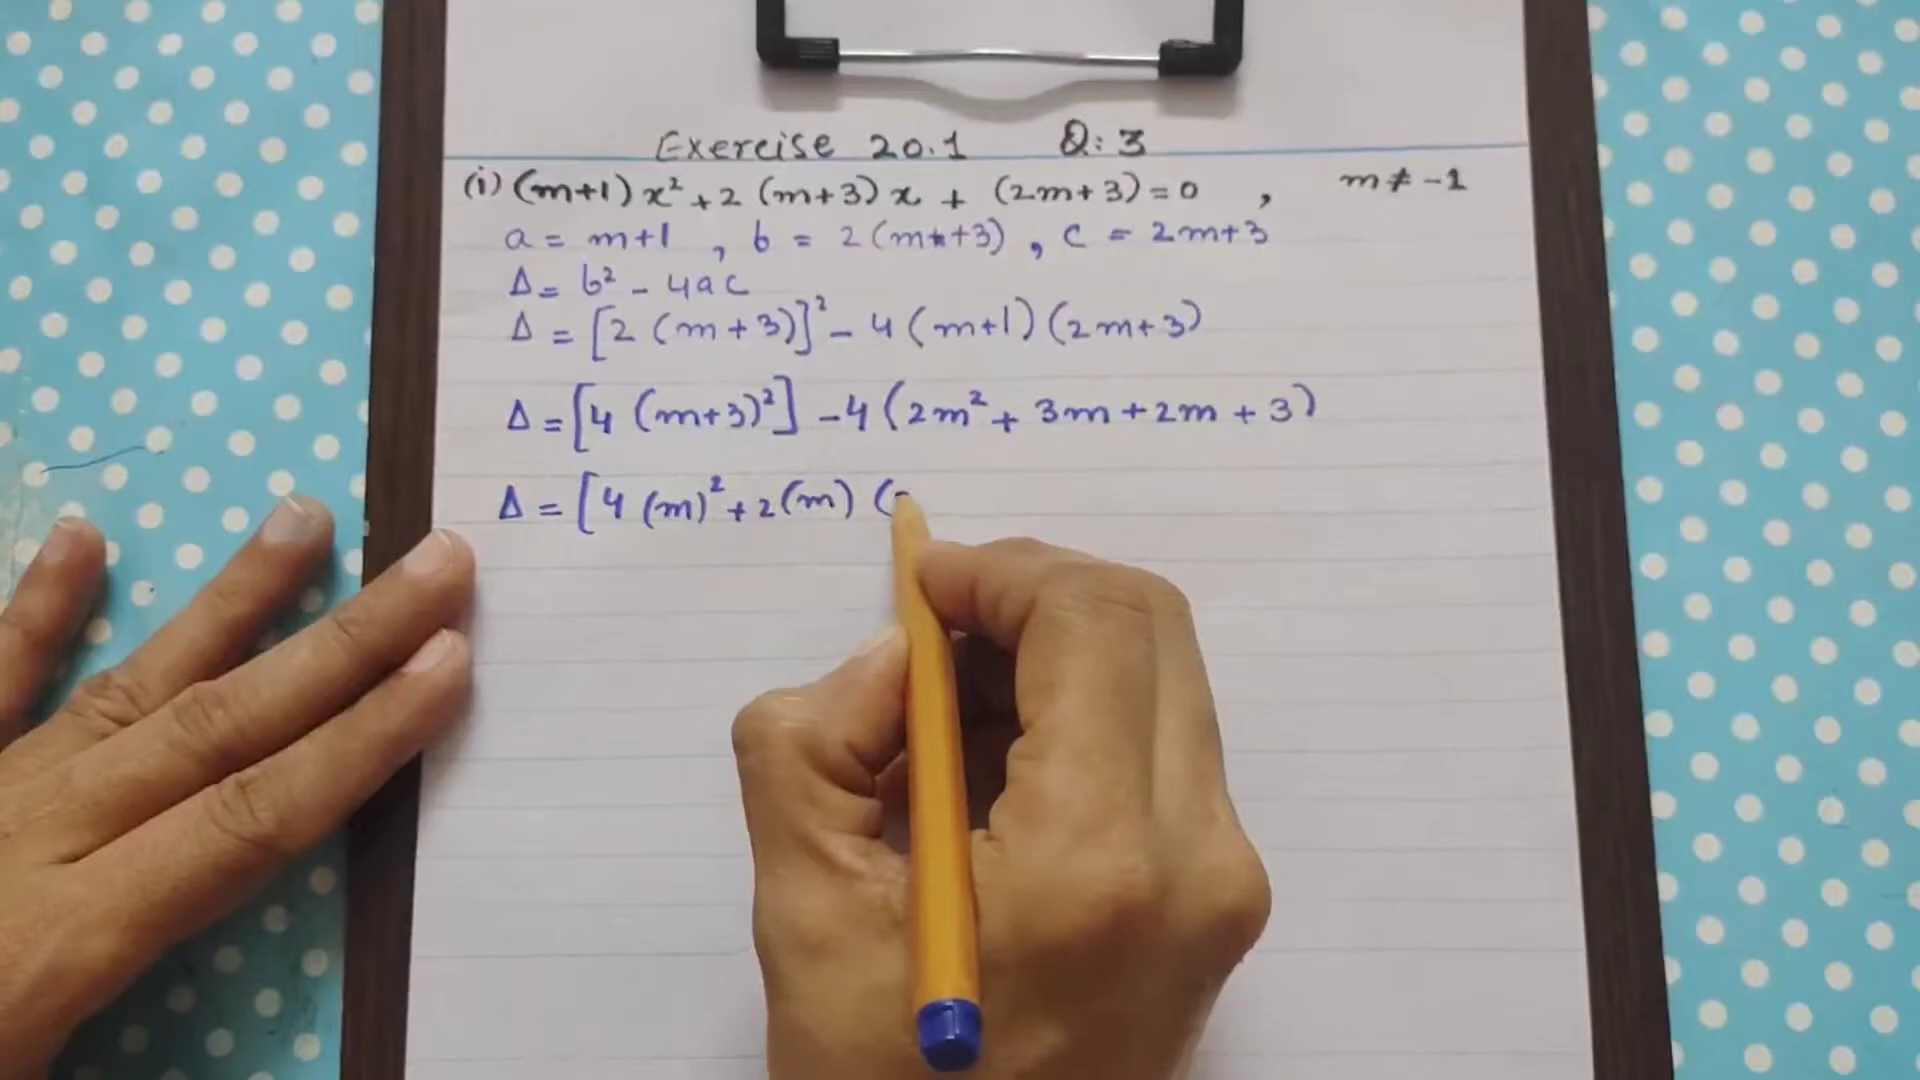 Exercise 20.1 Q: 3
(i) (m+1) x² + 2 (m+3) x + (2m+3) = 0 , m ≠ -1
a = m+1 , b = 2 (m+3) , c = 2m+3
Δ = b² - 4ac
Δ = [2 (m+3)]² - 4 (m+1) (2m+3)
Δ = [4 (m+3)²] - 4 (2m² + 3m + 2m + 3)
Δ = [4 (m)² + 2 (m) (